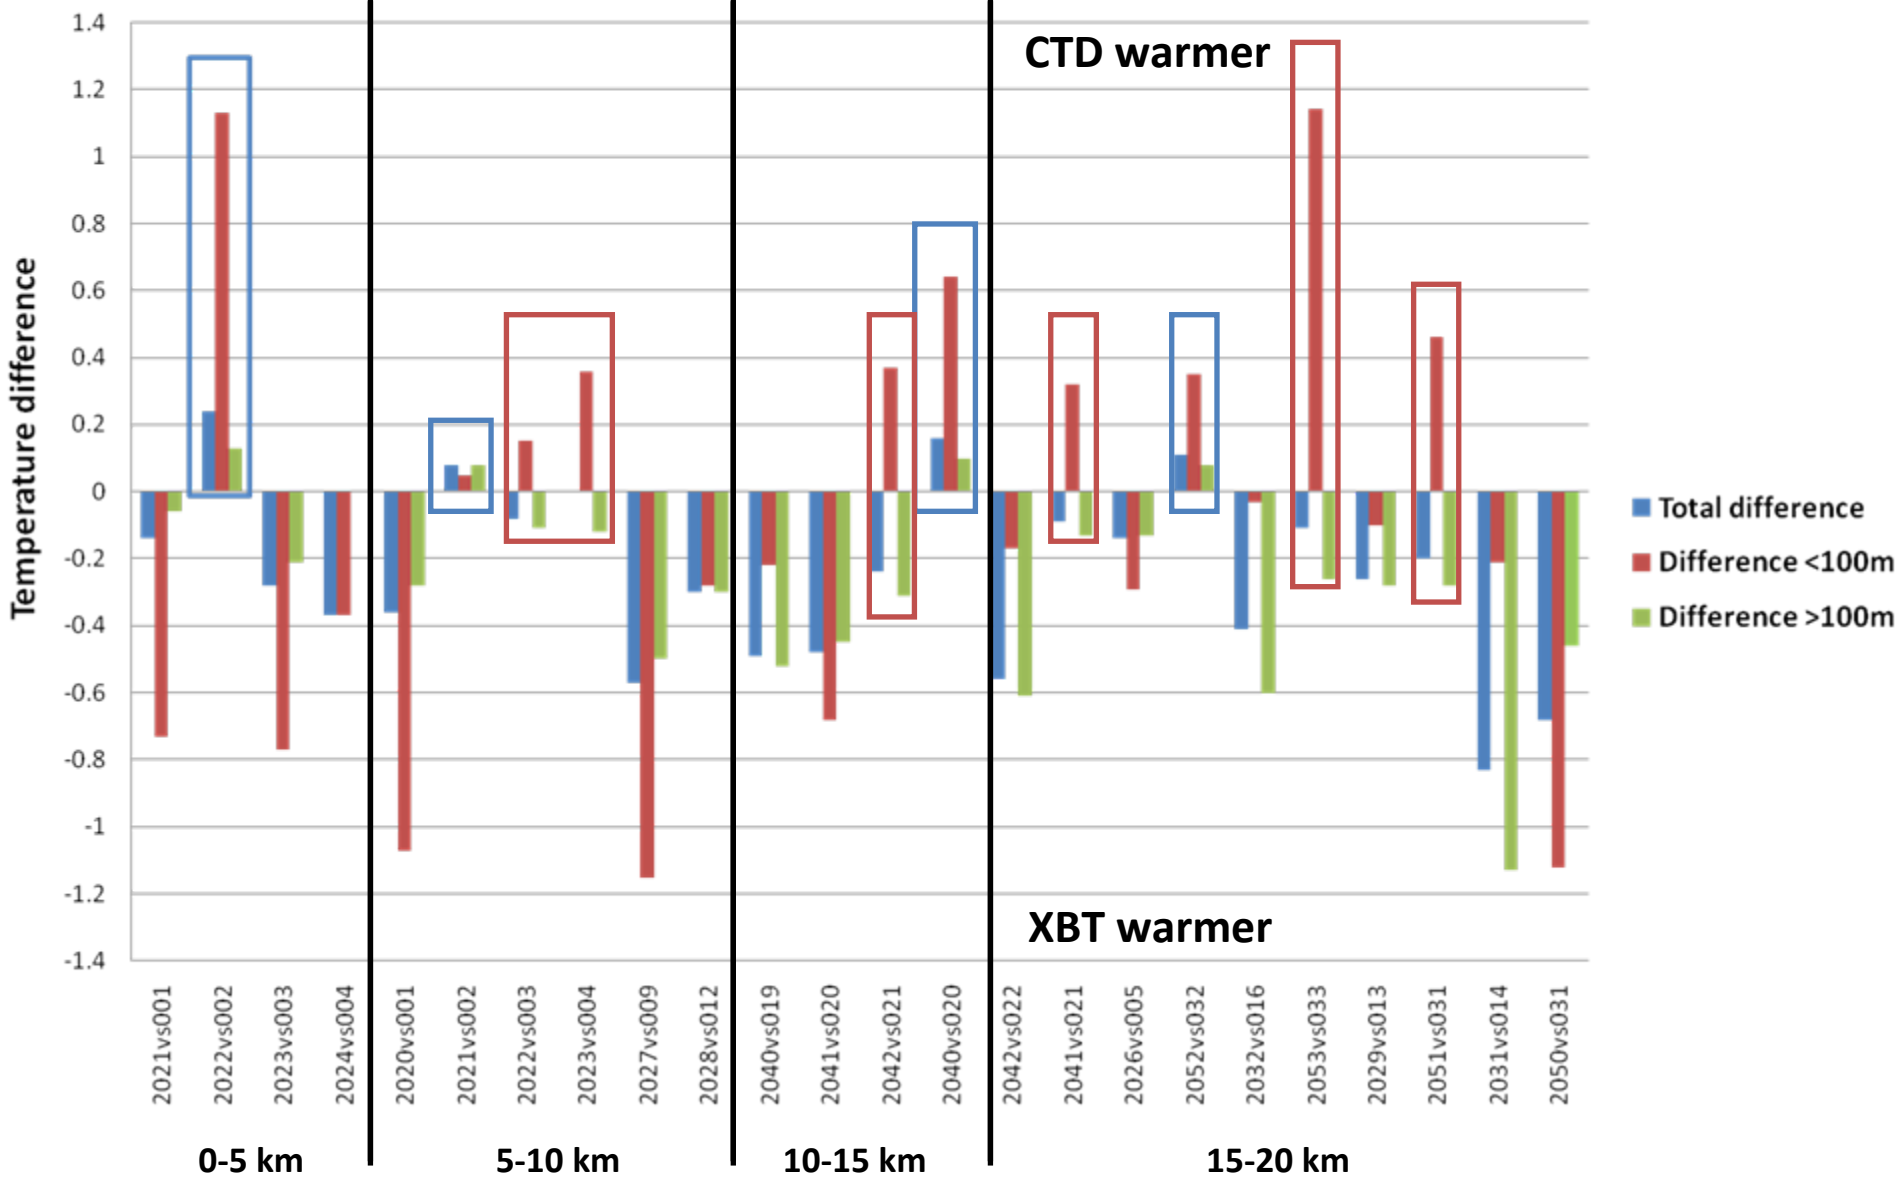 1.4
1.2
1
0.8
0.6
0.4
0.2
0
-0.2
-0.4
-0.6
-0.8
-1
-1.2
-1.4
Temperature difference
CTD warmer
XBT warmer
Total difference
Difference <100m
Difference >100m
2021vs001
2022vs002
2023vs003
2024vs004
2020vs001
2021vs002
2022vs003
2023vs004
2027vs009
2028vs012
2040vs019
2041vs020
2042vs021
2040vs020
2042vs022
2041vs021
2026vs005
2052vs032
2032vs016
2053vs033
2029vs013
2051vs031
2031vs014
2050vs031
0-5 km
5-10 km
10-15 km
15-20 km